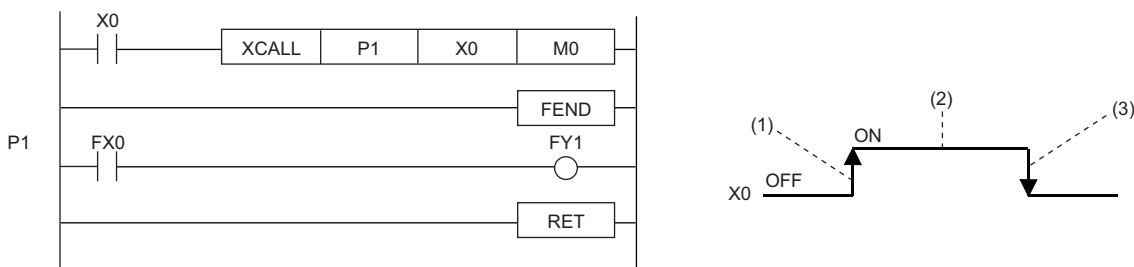 X0
XCALL P1 X0 M0
FEND
P1 FX0 FY1
RET
(1) (2) (3)
ON
OFF
X0